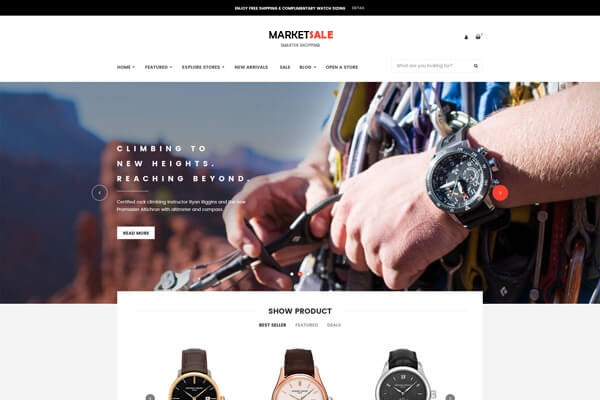 ENJOY FREE SHIPPING & COMPLIMENTARY WATCH SIZING DETAIL
MARKETSALE
SMARTER SHOPPING
HOME FEATURED EXPLORE STORES NEW ARRIVALS SALE BLOG OPEN A STORE
What are you looking for?
CLIMBING TO
NEW HEIGHTS.
REACHING BEYOND.
Certified rock climbing instructor Ryan Biggins and the new
Promaster Altichron with altimeter and compass.
READ MORE
SHOW PRODUCT
BEST SELLER FEATURED DEALS